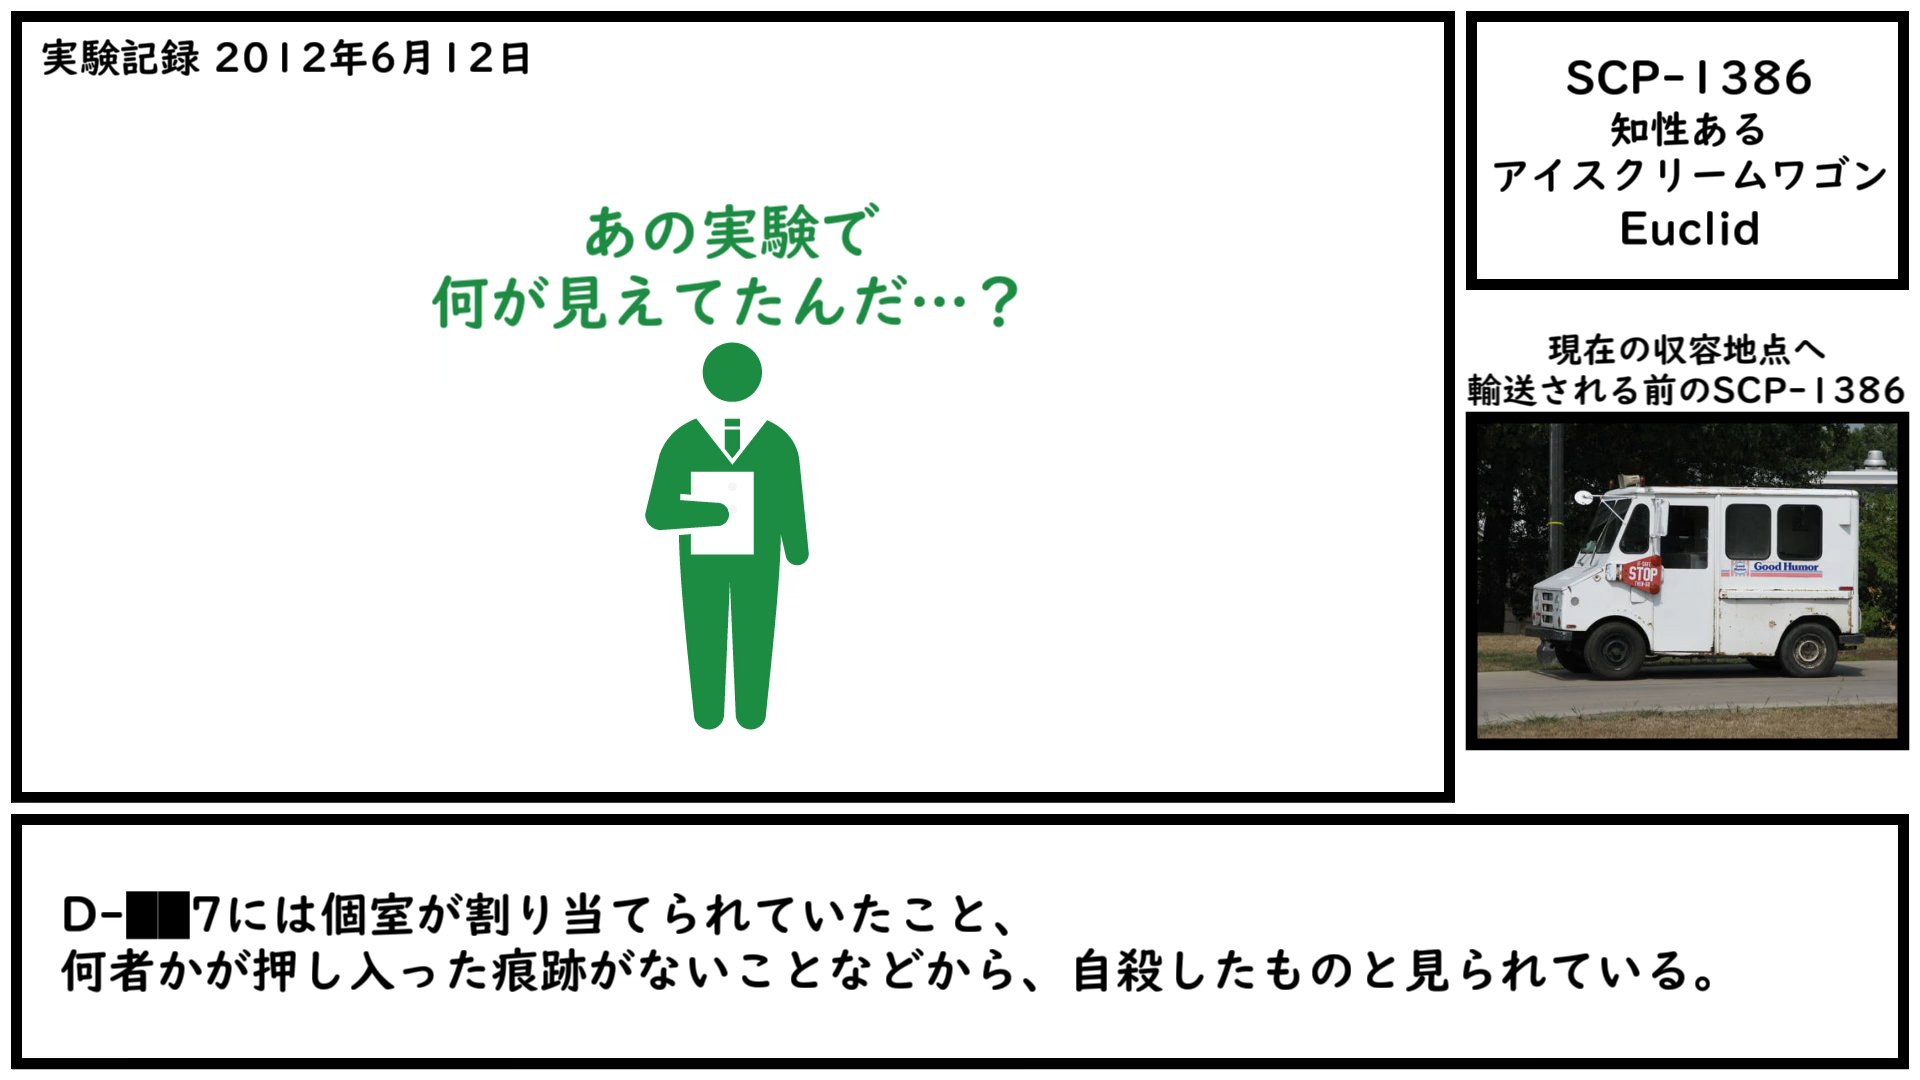 実験記録 2012年6月12日
あの実験で
何が見えてたんだ…？
SCP-1386
知性ある
アイスクリームワゴン
Euclid
現在の収容地点へ
輸送される前のSCP-1386
STOP
Good Humor
D-██7には個室が割り当てられていたこと、
何者かが押し入った痕跡がないことなどから、自殺したものと見られている。